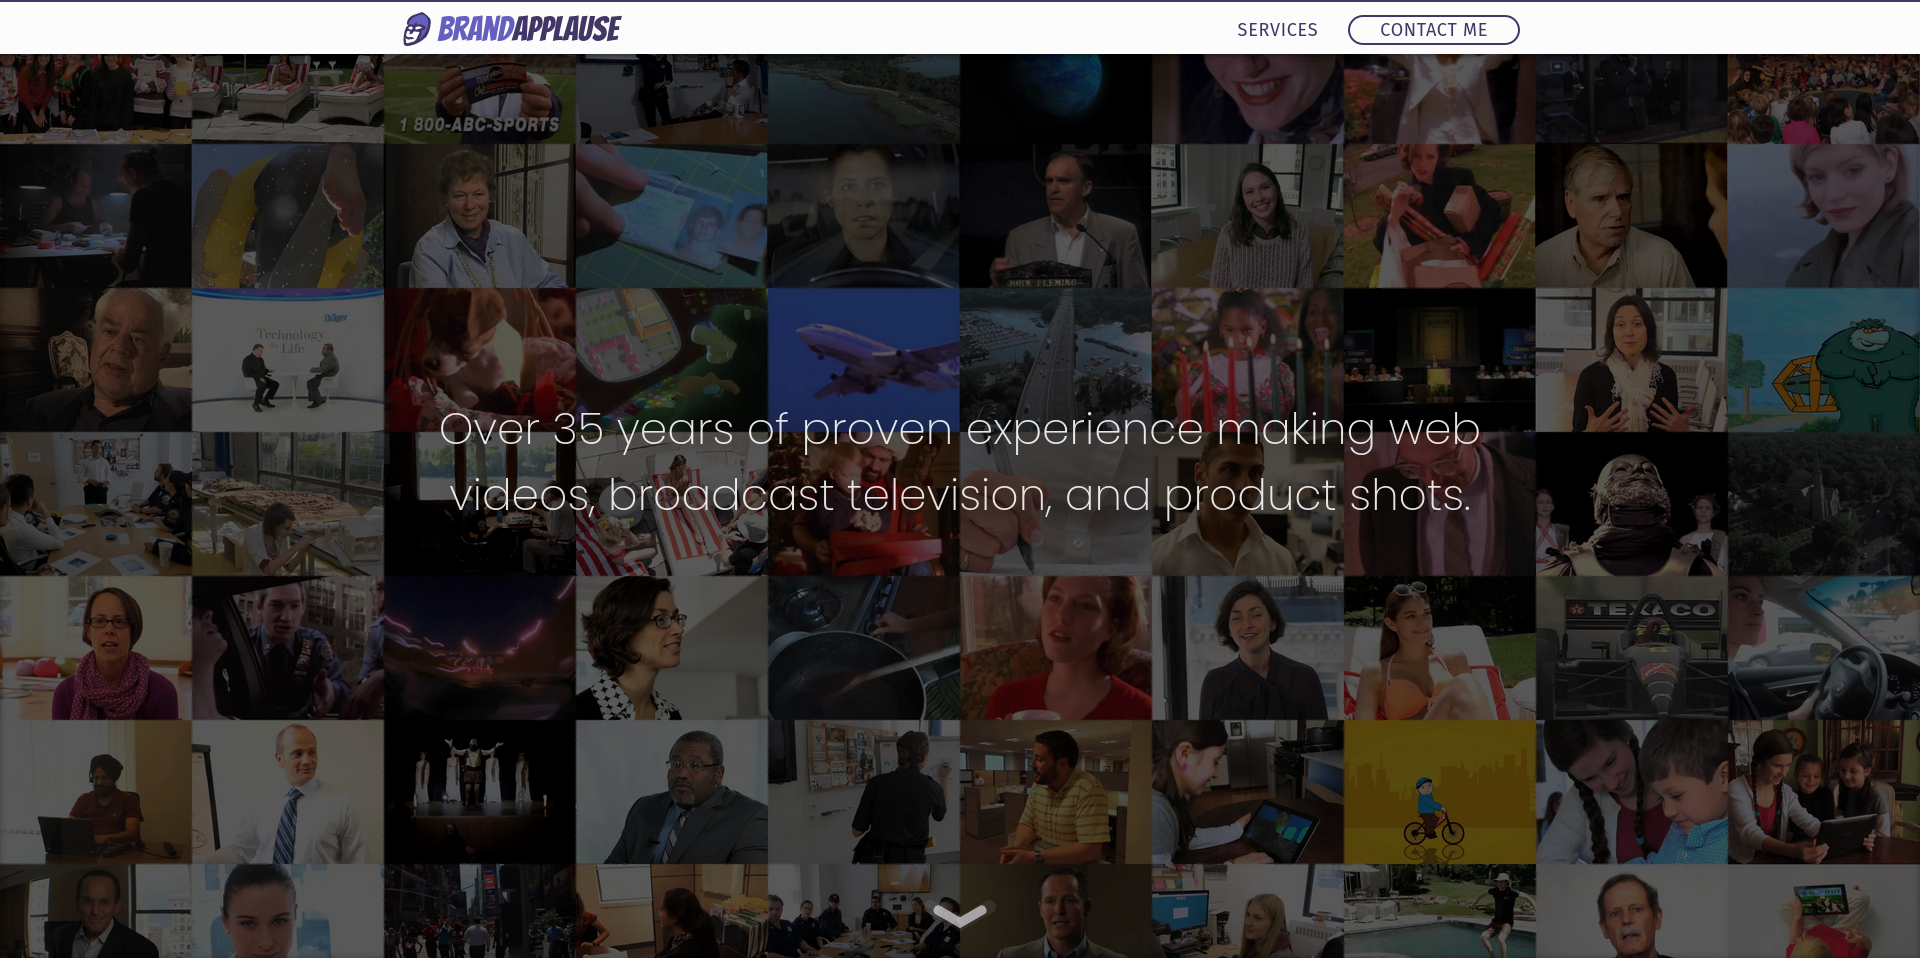 BRANDAPPLAUSE
SERVICES
CONTACT ME
1 800-ABC-SPORTS
JOHN FLEMING
Dräger
Technology
for Life
Over 35 years of proven experience making web
videos, broadcast television, and product shots.
TEXACO